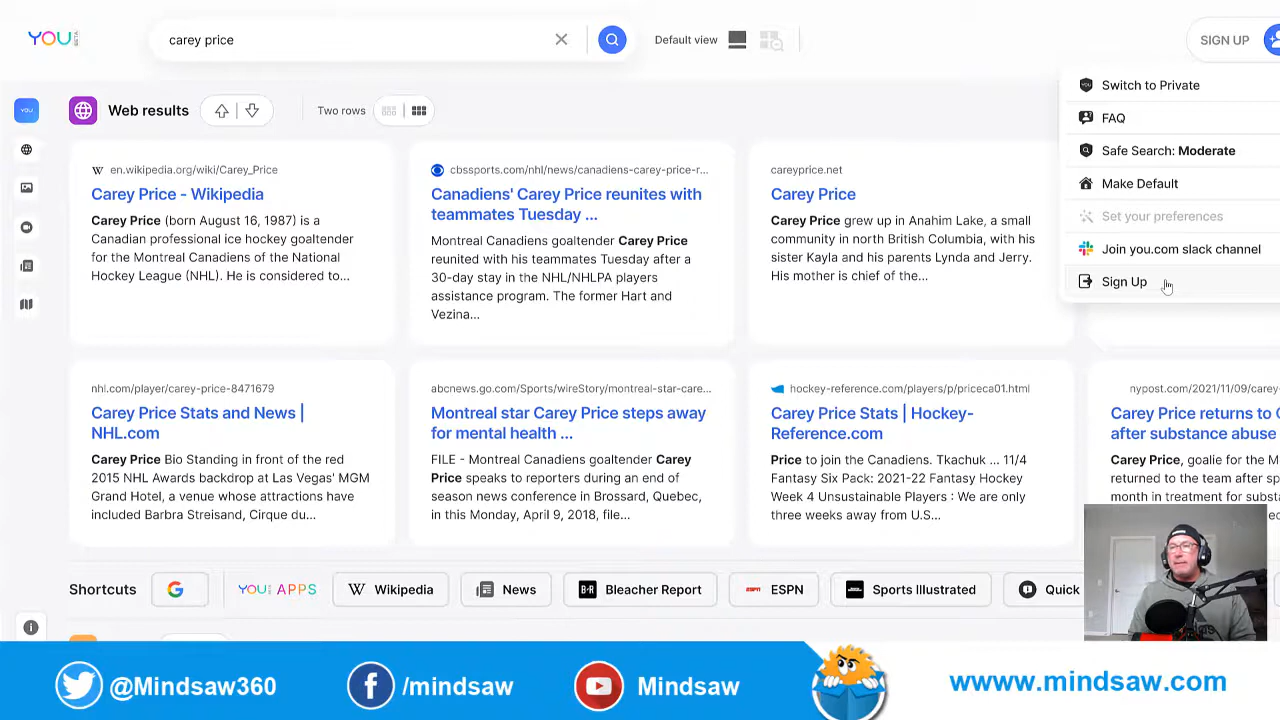 YOU BETA
carey price
Default view
SIGN UP
Switch to Private
FAQ
Safe Search: Moderate
Make Default
Set your preferences
Join you.com slack channel
Sign Up
YOU
Web results
Two rows
en.wikipedia.org/wiki/Carey_Price
Carey Price - Wikipedia
Carey Price (born August 16, 1987) is a
Canadian professional ice hockey goaltender
for the Montreal Canadiens of the National
Hockey League (NHL). He is considered to...
cbssports.com/nhl/news/canadiens-carey-price-r...
Canadiens' Carey Price reunites with
teammates Tuesday ...
Montreal Canadiens goaltender Carey Price
reunited with his teammates Tuesday after a
30-day stay in the NHL/NHLPA players
assistance program. The former Hart and
Vezina...
careyprice.net
Carey Price
Carey Price grew up in Anahim Lake, a small
community in north British Columbia, with his
sister Kayla and his parents Lynda and Jerry.
His mother is chief of the...
nhl.com/player/carey-price-8471679
Carey Price Stats and News |
NHL.com
Carey Price Bio Standing in front of the red
2015 NHL Awards backdrop at Las Vegas' MGM
Grand Hotel, a venue whose attractions have
included Barbra Streisand, Cirque du...
abcnews.go.com/Sports/wireStory/montreal-star-care...
Montreal star Carey Price steps away
for mental health ...
FILE - Montreal Canadiens goaltender Carey
Price speaks to reporters during an end of
season news conference in Brossard, Quebec,
in this Monday, April 9, 2018, file...
hockey-reference.com/players/p/priceca01.html
Carey Price Stats | Hockey-
Reference.com
Price to join the Canadiens. Tkachuk ... 11/4
Fantasy Six Pack: 2021-22 Fantasy Hockey
Week 4 Unsustainable Players : We are only
three weeks away from U.S...
nypost.com/2021/11/09/carey-
Carey Price returns to
after substance abuse
Carey Price, goalie for the
returned to the team after
month in treatment for
Shortcuts
YOU APPS
Wikipedia
News
B·R Bleacher Report
ESPN ESPN
Sports Illustrated
Quick
@Mindsaw360
/mindsaw
Mindsaw
www.mindsaw.com